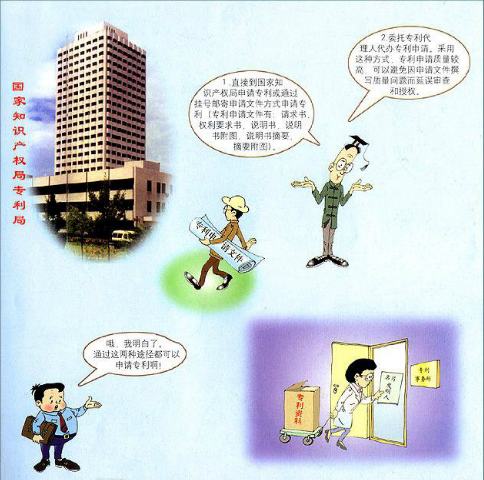 国家知识产权局专利局
1.直接到国家知
识产权局申请专利或通过
挂号邮寄申请文件方式申请专
利（专利申请文件有：请求书、
权利要求书、说明书、说明
书附图、说明书摘要、
摘要附图）。
2.委托专利代
理人代办专利申请。采用
这种方式，专利申请质量较
高，可以避免因申请文件撰
写质量问题而延误审查
和授权。
专利申
请文件
哦，我明白了。
通过这两种途径都可以
申请专利啊!
专利资料
专利
事务所